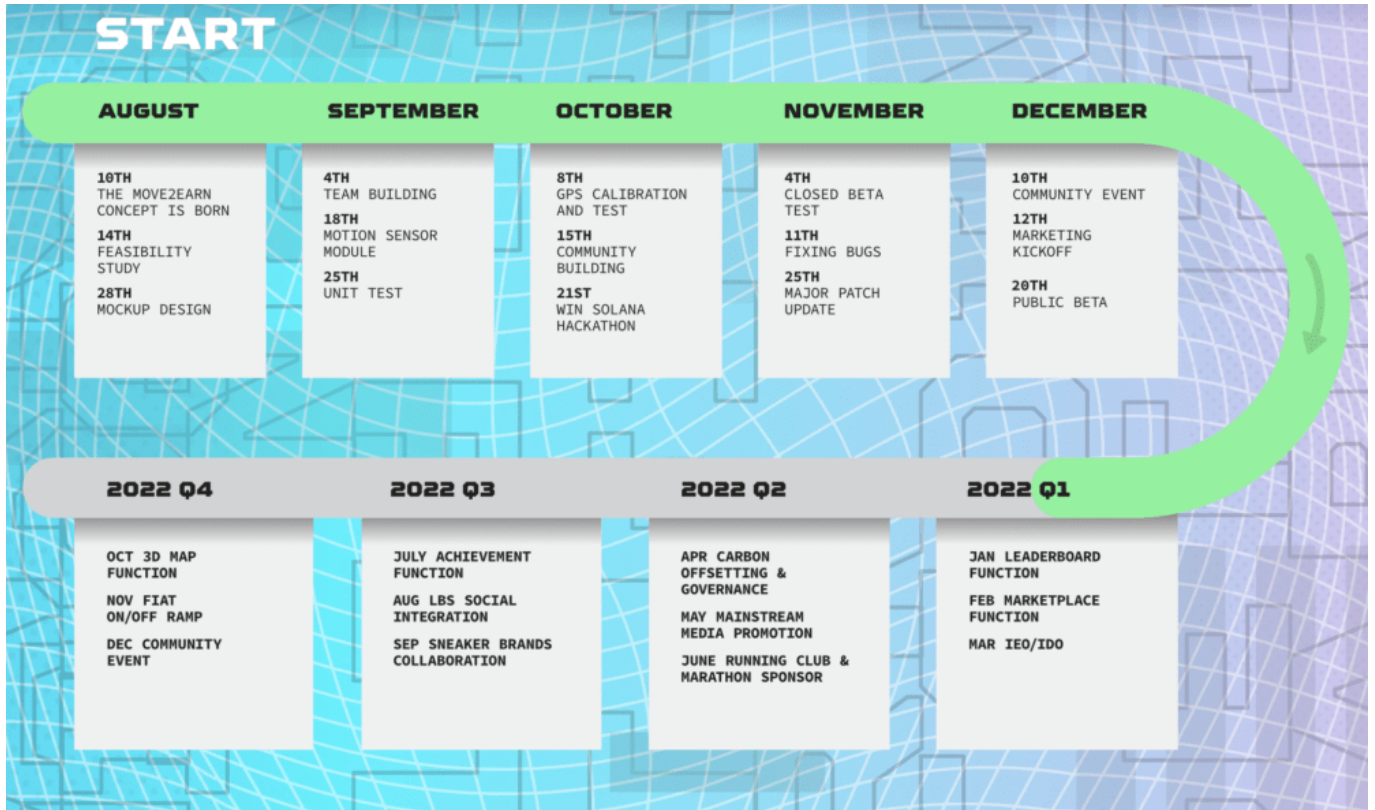 START
AUGUST
10TH
THE MOVE2EARN
CONCEPT IS BORN
14TH
FEASIBILITY
STUDY
28TH
MOCKUP DESIGN
SEPTEMBER
4TH
TEAM BUILDING
18TH
MOTION SENSOR
MODULE
25TH
UNIT TEST
OCTOBER
8TH
GPS CALIBRATION
AND TEST
15TH
COMMUNITY
BUILDING
21ST
WIN SOLANA
HACKATHON
NOVEMBER
4TH
CLOSED BETA
TEST
11TH
FIXING BUGS
25TH
MAJOR PATCH
UPDATE
DECEMBER
10TH
COMMUNITY EVENT
12TH
MARKETING
KICKOFF
20TH
PUBLIC BETA
2022 Q4
OCT 3D MAP
FUNCTION
NOV FIAT
ON/OFF RAMP
DEC COMMUNITY
EVENT
2022 Q3
JULY ACHIEVEMENT
FUNCTION
AUG LBS SOCIAL
INTEGRATION
SEP SNEAKER BRANDS
COLLABORATION
2022 Q2
APR CARBON
OFFSETTING &
GOVERNANCE
MAY MAINSTREAM
MEDIA PROMOTION
JUNE RUNNING CLUB &
MARATHON SPONSOR
2022 Q1
JAN LEADERBOARD
FUNCTION
FEB MARKETPLACE
FUNCTION
MAR IEO/IDO